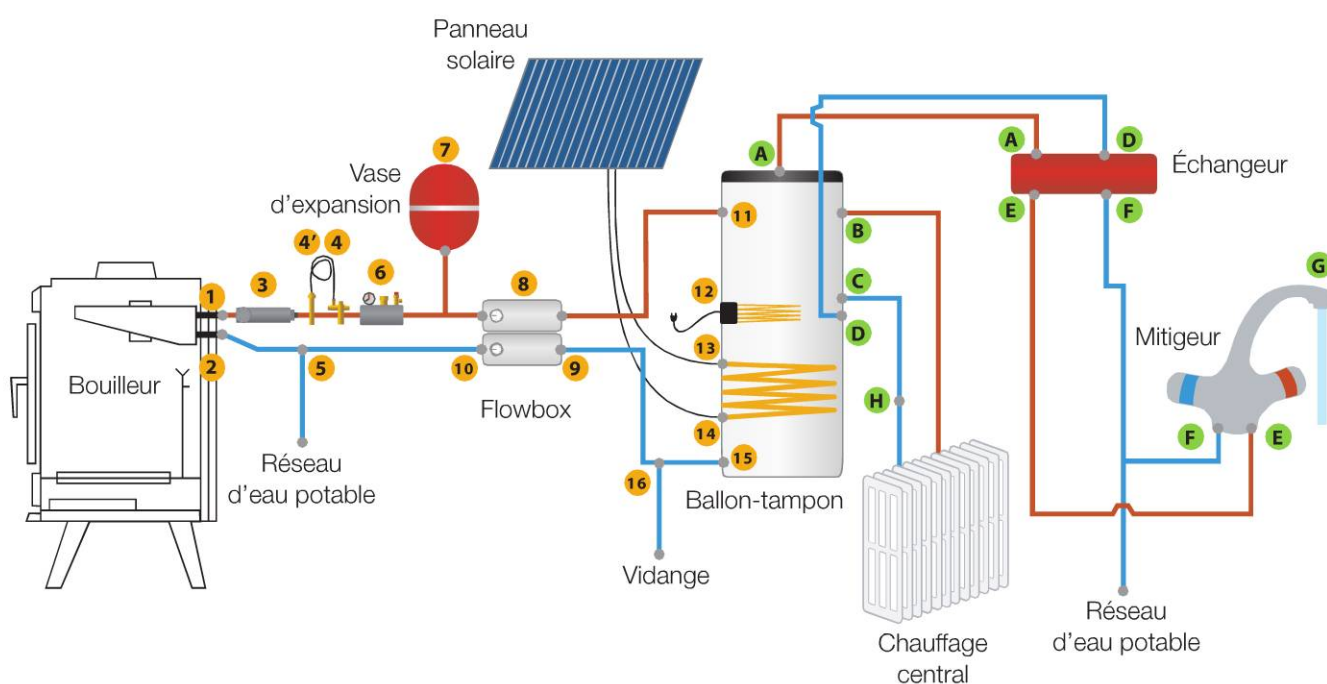 Panneau
solaire
7
A
A
D
Vase
d'expansion
Échangeur
11
B
E
F
4' 4
6
G
1
3
8
12
C
D
Mitigeur
2
5
10
9
13
Bouilleur
Flowbox
H
14
F
E
Réseau
d'eau potable
15
16
Ballon-tampon
Vidange
Réseau
d'eau potable
Chauffage
central